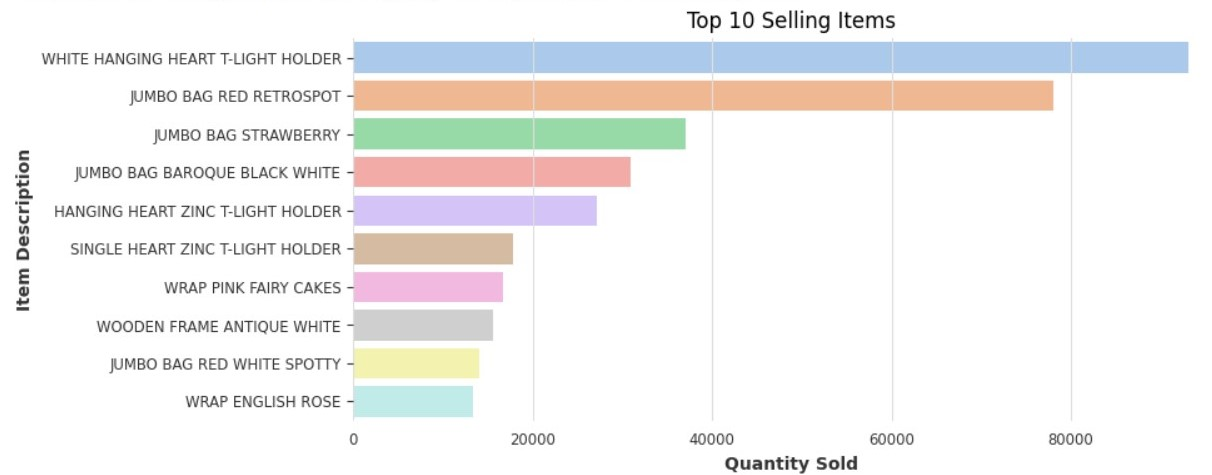 Top 10 Selling Items
WHITE HANGING HEART T-LIGHT HOLDER
JUMBO BAG RED RETROSPOT
JUMBO BAG STRAWBERRY
JUMBO BAG BAROQUE BLACK WHITE
HANGING HEART ZINC T-LIGHT HOLDER
SINGLE HEART ZINC T-LIGHT HOLDER
WRAP PINK FAIRY CAKES
WOODEN FRAME ANTIQUE WHITE
JUMBO BAG RED WHITE SPOTTY
WRAP ENGLISH ROSE
Item Description
0 20000 40000 60000 80000
Quantity Sold